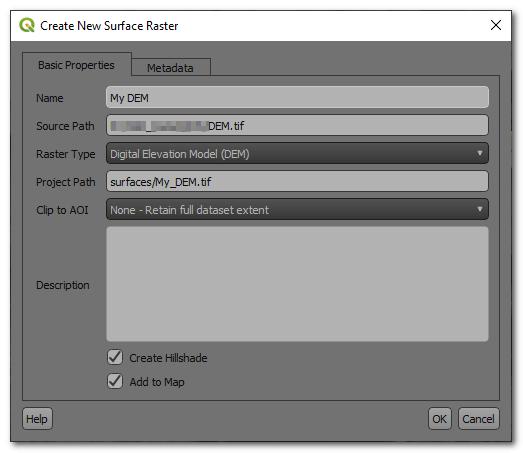 Create New Surface Raster
Basic Properties
Metadata
Name My DEM
Source Path /DEM.tif
Raster Type Digital Elevation Model (DEM)
Project Path surfaces/My_DEM.tif
Clip to AOI None - Retain full dataset extent
Description
Create Hillshade
Add to Map
Help OK Cancel